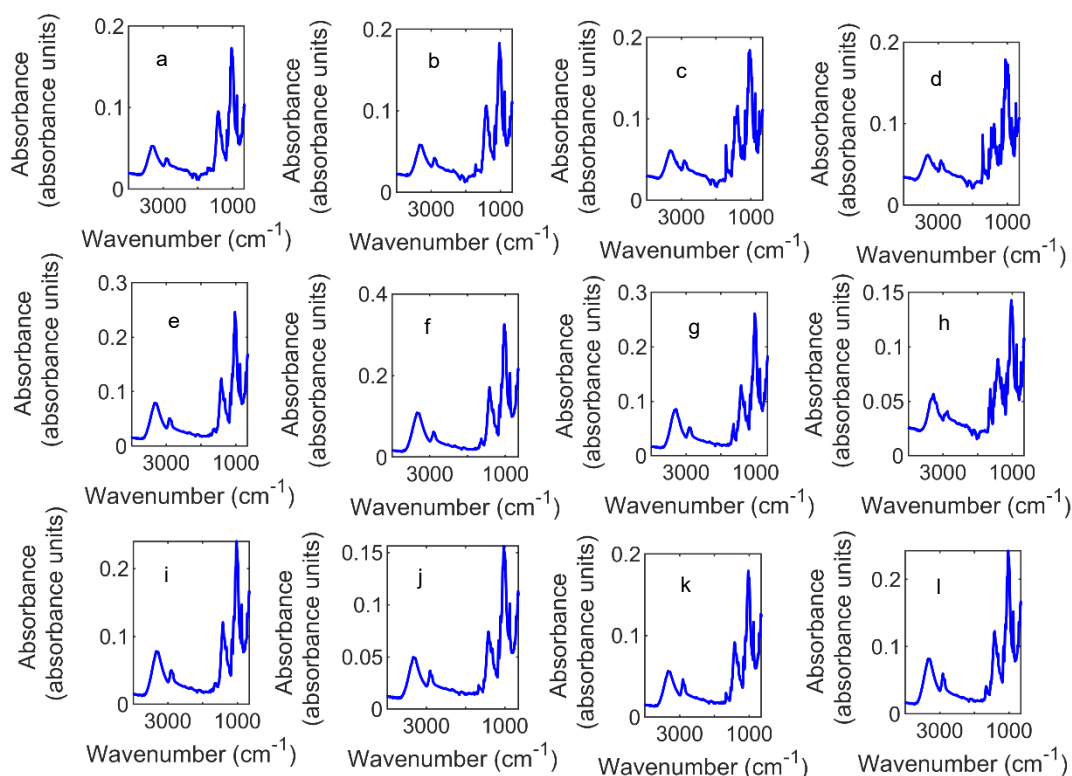 0.2
0.1
0
a
3000
1000
Absorbance
(absorbance units)
Wavenumber (cm⁻¹)
0.2
0.1
0
b
3000
1000
Absorbance
(absorbance units)
Wavenumber (cm⁻¹)
0.2
0.1
0
c
3000
1000
Absorbance
(absorbance units)
Wavenumber (cm⁻¹)
0.2
0.1
0
d
3000
1000
Absorbance
(absorbance units)
Wavenumber (cm⁻¹)
0.3
0.2
0.1
0
e
3000
1000
Absorbance
(absorbance units)
Wavenumber (cm⁻¹)
0.4
0.2
0
f
3000
1000
Absorbance
(absorbance units)
Wavenumber (cm⁻¹)
0.3
0.2
0.1
0
g
3000
1000
Absorbance
(absorbance units)
Wavenumber (cm⁻¹)
0.15
0.1
0.05
0
h
3000
1000
Absorbance
(absorbance units)
Wavenumber (cm⁻¹)
0.2
0.1
0
i
3000
1000
Absorbance
(absorbance units)
Wavenumber (cm⁻¹)
0.15
0.1
0.05
0
j
3000
1000
Absorbance
(absorbance units)
Wavenumber (cm⁻¹)
0.2
0.1
0
k
3000
1000
Absorbance
(absorbance units)
Wavenumber (cm⁻¹)
0.2
0.1
0
l
3000
1000
Absorbance
(absorbance units)
Wavenumber (cm⁻¹)